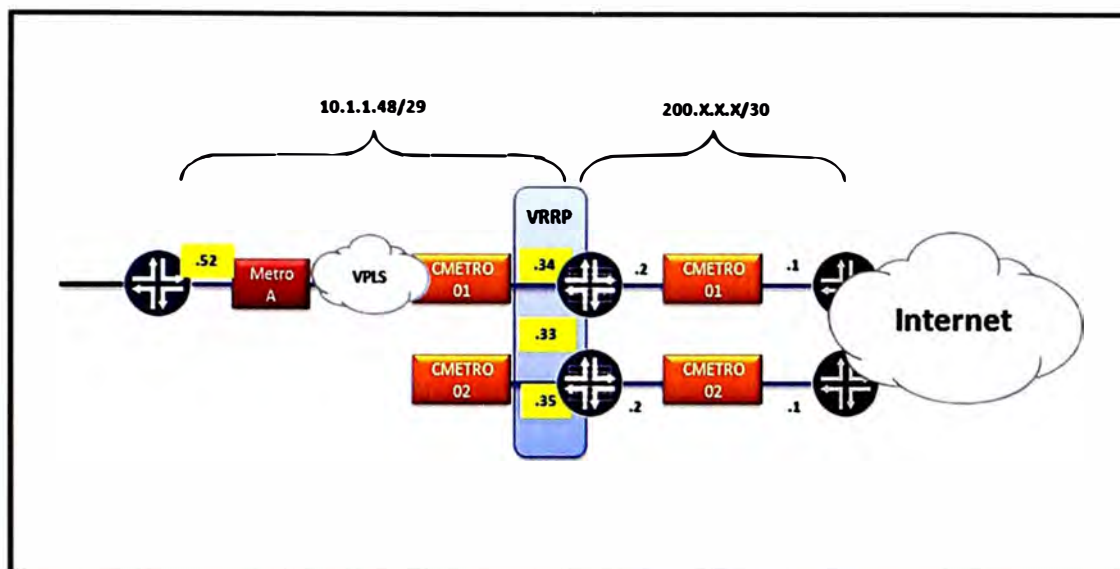 10.1.1.48/29
200.X.X.X/30
VRRP
.52
Metro
A
VPLS
CMETRO
01
.34
.2
CMETRO
01
.1
Internet
.33
CMETRO
02
.35
.2
CMETRO
02
.1